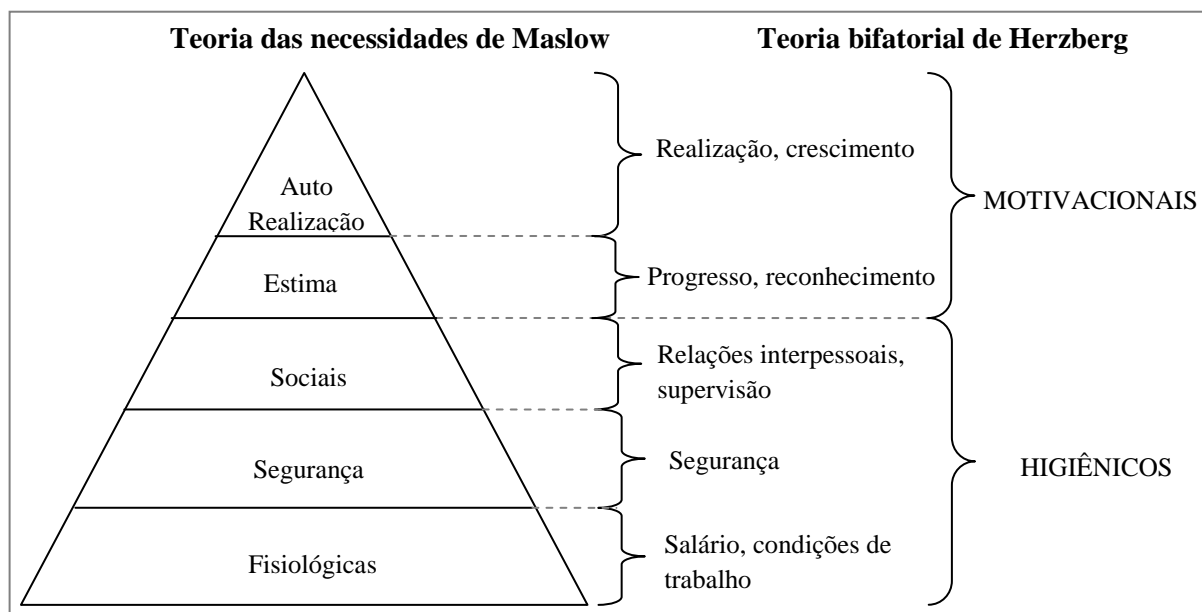 Teoria das necessidades de Maslow
Teoria bifatorial de Herzberg
Auto
Realização
Realização, crescimento
MOTIVACIONAIS
Estima
Progresso, reconhecimento
Sociais
Relações interpessoais,
supervisão
Segurança
Segurança
HIGIÊNICOS
Fisiológicas
Salário, condições de
trabalho